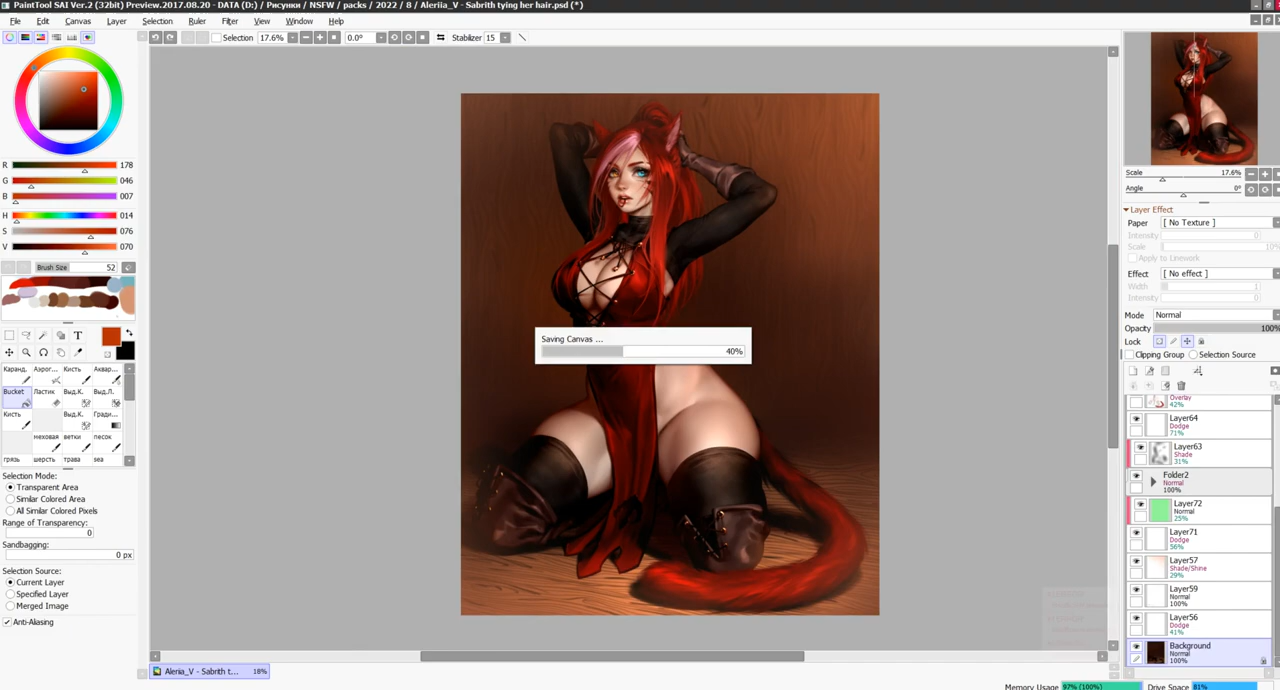 PaintTool SAI Ver.2 (32bit) Preview.2017.08.20 - DATA (D:) / Рисунки / NSFW / packs / 2022 / 8 / Aleriia_V - Sabrith tying her hair.psd (*)
File Edit Canvas Layer Selection Ruler Filter View Window Help
Selection 17.6% 0.0° Stabilizer 15
R 178
G 046
B 007
H 014
S 076
V 070
Brush Size 52
T
Каранд. Аэрог... Кисть Аквар...
Bucket Ластик Выд.К. Выд.Л.
Кисть Выд.К. Гради...
меховая ветки песок
грязь шерсть трава sea
Selection Mode:
Transparent Area
Similar Colored Area
All Similar Colored Pixels
Range of Transparency:
0
Sandbagging:
0 px
Selection Source:
Current Layer
Specified Layer
Merged Image
Anti-Aliasing
Saving Canvas ...
40%
Aleriia_V - Sabrith t... 18%
Scale 17.6%
Angle 0°
Layer Effect
Paper [ No Texture ]
Intensity 0
Scale 10%
Apply to Linework
Effect [ No effect ]
Width 1
Intensity 0
Mode Normal
Opacity 100%
Lock
Clipping Group Selection Source
Overlay
42%
Layer64
Dodge
71%
Layer63
Shade
31%
Folder2
Normal
100%
Layer72
Normal
25%
Layer71
Dodge
56%
Layer57
Shade/Shine
29%
Layer59
Normal
100%
Layer56
Dodge
41%
Background
Normal
100%
Memory Usage 97% (100%) Drive Space 81%